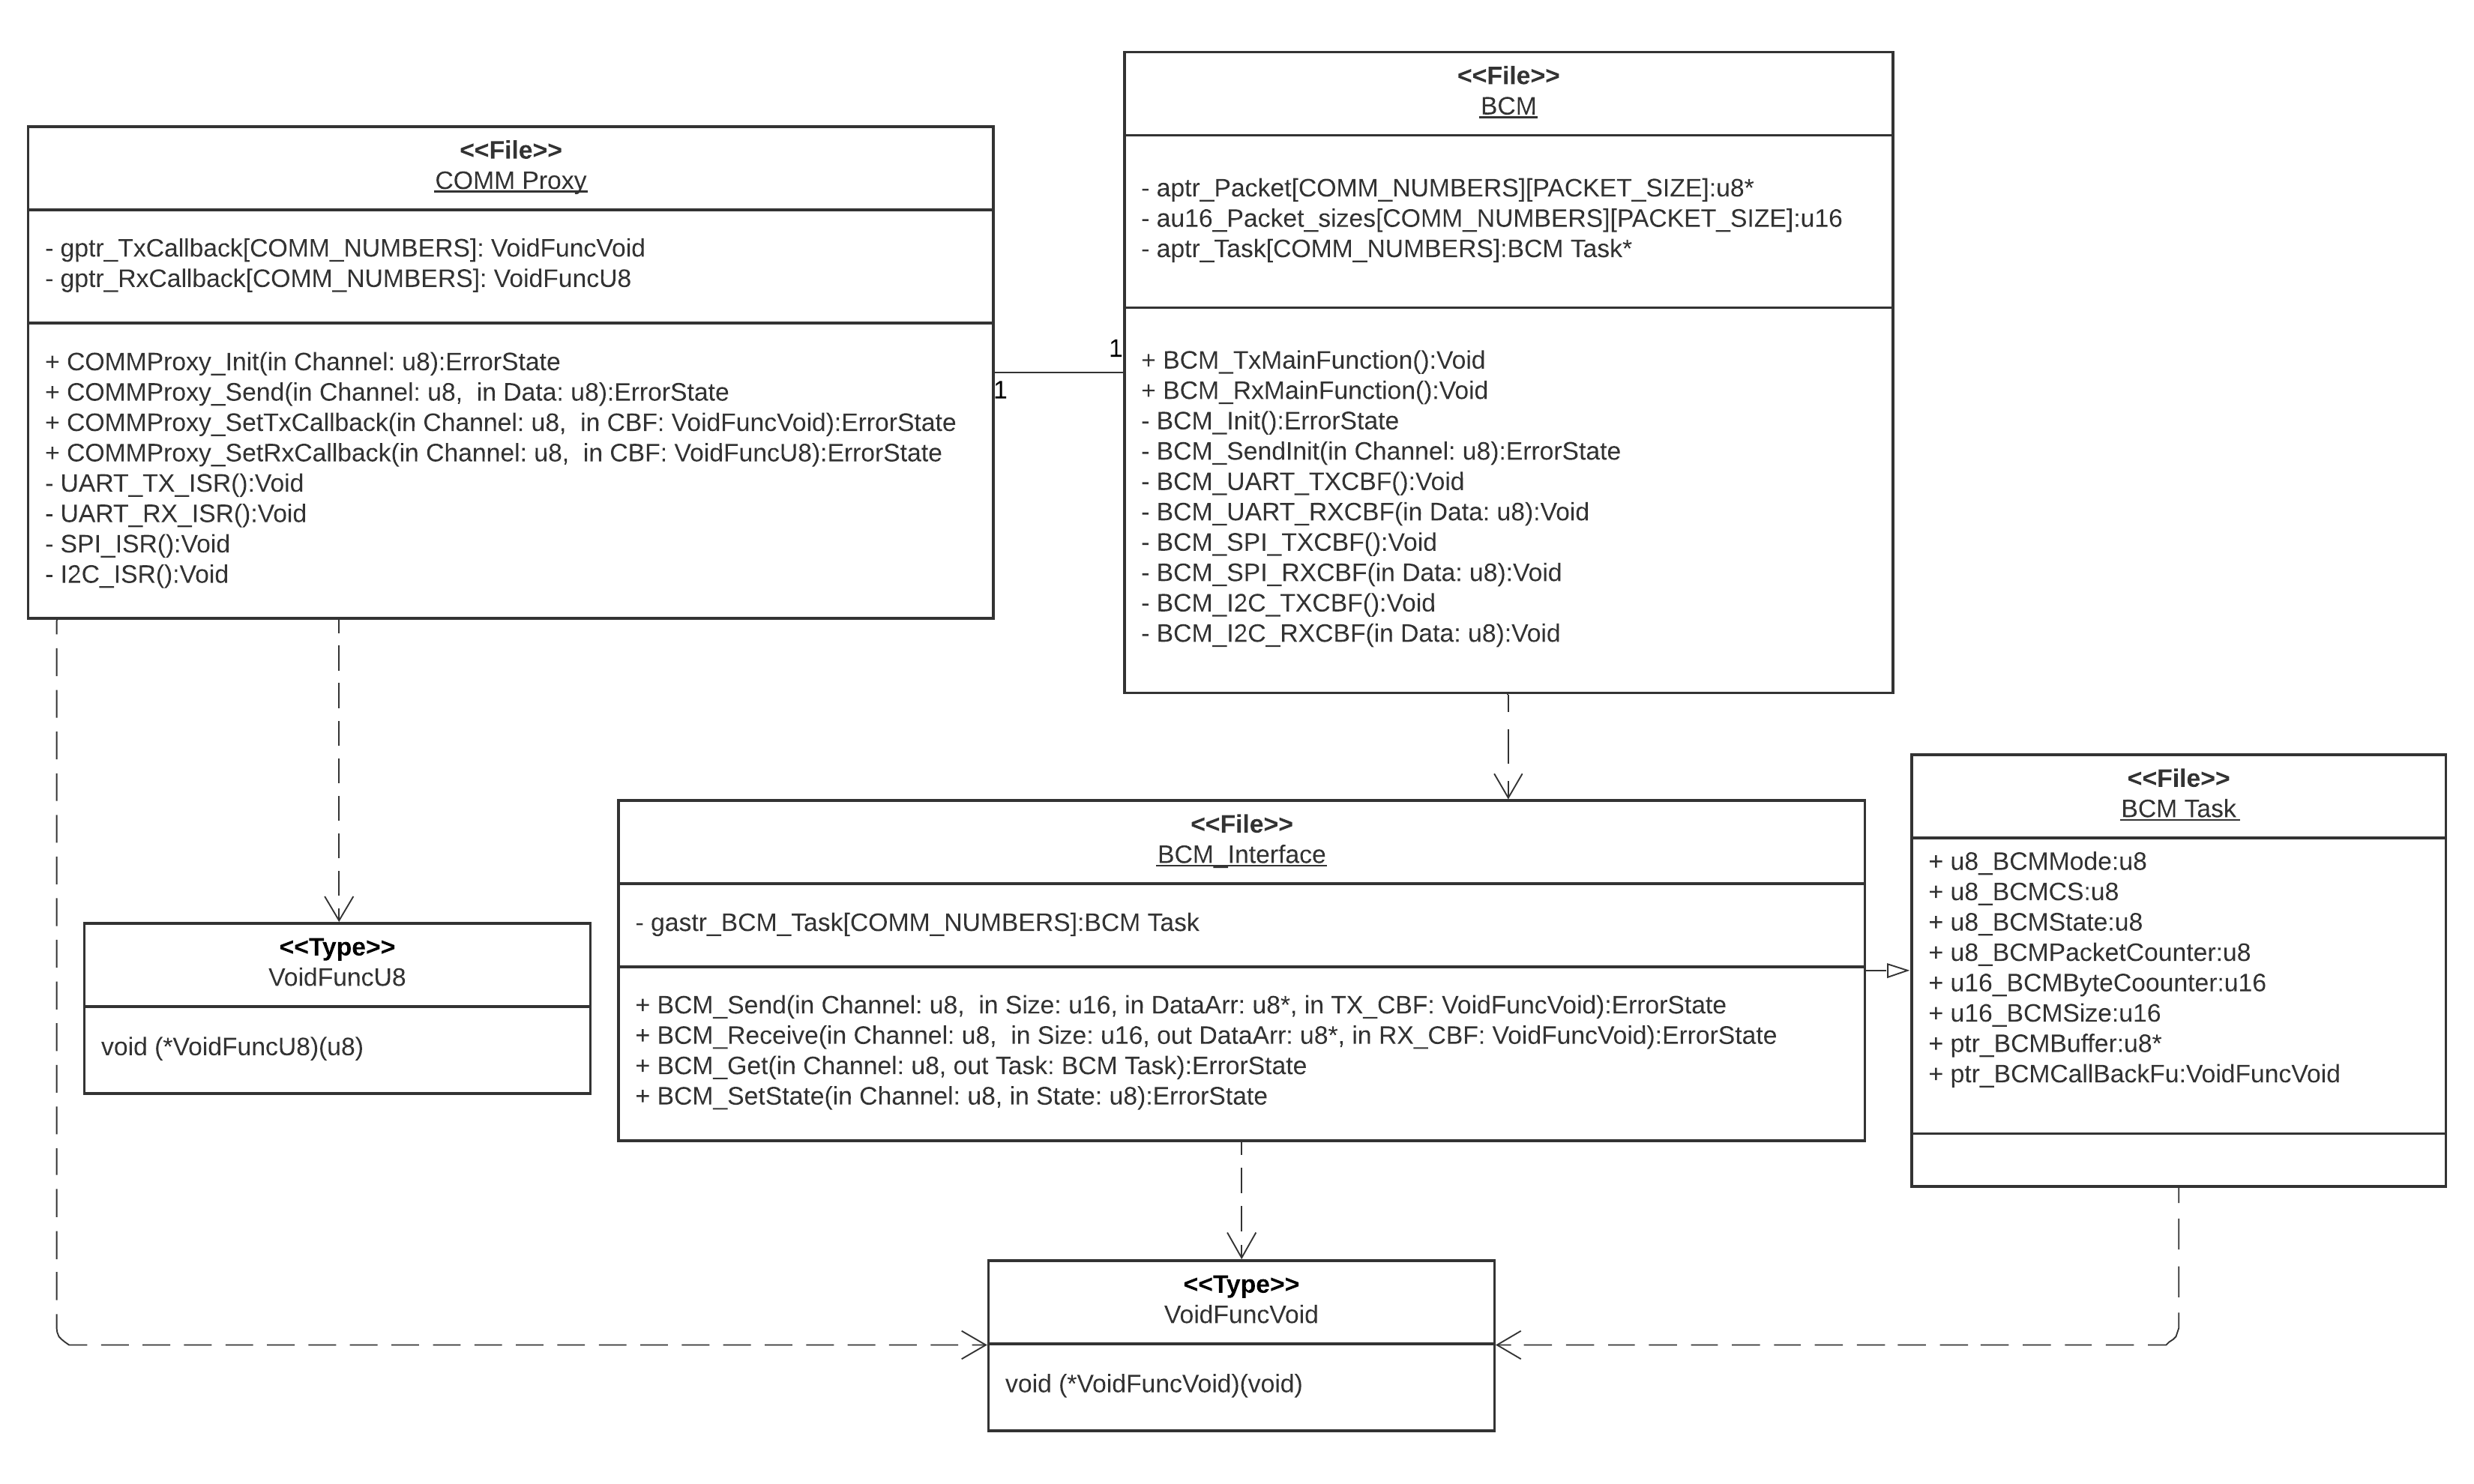 <<File>>
BCM
- aptr_Packet[COMM_NUMBERS][PACKET_SIZE]:u8*
- au16_Packet_sizes[COMM_NUMBERS][PACKET_SIZE]:u16
- aptr_Task[COMM_NUMBERS]:BCM Task*
+ BCM_TxMainFunction():Void
+ BCM_RxMainFunction():Void
- BCM_Init():ErrorState
- BCM_SendInit(in Channel: u8):ErrorState
- BCM_UART_TXCBF():Void
- BCM_UART_RXCBF(in Data: u8):Void
- BCM_SPI_TXCBF():Void
- BCM_SPI_RXCBF(in Data: u8):Void
- BCM_I2C_TXCBF():Void
- BCM_I2C_RXCBF(in Data: u8):Void
<<File>>
COMM Proxy
- gptr_TxCallback[COMM_NUMBERS]: VoidFuncVoid
- gptr_RxCallback[COMM_NUMBERS]: VoidFuncU8
+ COMMProxy_Init(in Channel: u8):ErrorState
+ COMMProxy_Send(in Channel: u8,  in Data: u8):ErrorState
+ COMMProxy_SetTxCallback(in Channel: u8,  in CBF: VoidFuncVoid):ErrorState
+ COMMProxy_SetRxCallback(in Channel: u8,  in CBF: VoidFuncU8):ErrorState
- UART_TX_ISR():Void
- UART_RX_ISR():Void
- SPI_ISR():Void
- I2C_ISR():Void
1
1
<<File>>
BCM Task
+ u8_BCMMode:u8
+ u8_BCMCS:u8
+ u8_BCMState:u8
+ u8_BCMPacketCounter:u8
+ u16_BCMByteCoounter:u16
+ u16_BCMSize:u16
+ ptr_BCMBuffer:u8*
+ ptr_BCMCallBackFu:VoidFuncVoid
<<File>>
BCM_Interface
- gastr_BCM_Task[COMM_NUMBERS]:BCM Task
+ BCM_Send(in Channel: u8,  in Size: u16, in DataArr: u8*, in TX_CBF: VoidFuncVoid):ErrorState
+ BCM_Receive(in Channel: u8,  in Size: u16, out DataArr: u8*, in RX_CBF: VoidFuncVoid):ErrorState
+ BCM_Get(in Channel: u8, out Task: BCM Task):ErrorState
+ BCM_SetState(in Channel: u8, in State: u8):ErrorState
<<Type>>
VoidFuncU8
void (*VoidFuncU8)(u8)
<<Type>>
VoidFuncVoid
void (*VoidFuncVoid)(void)